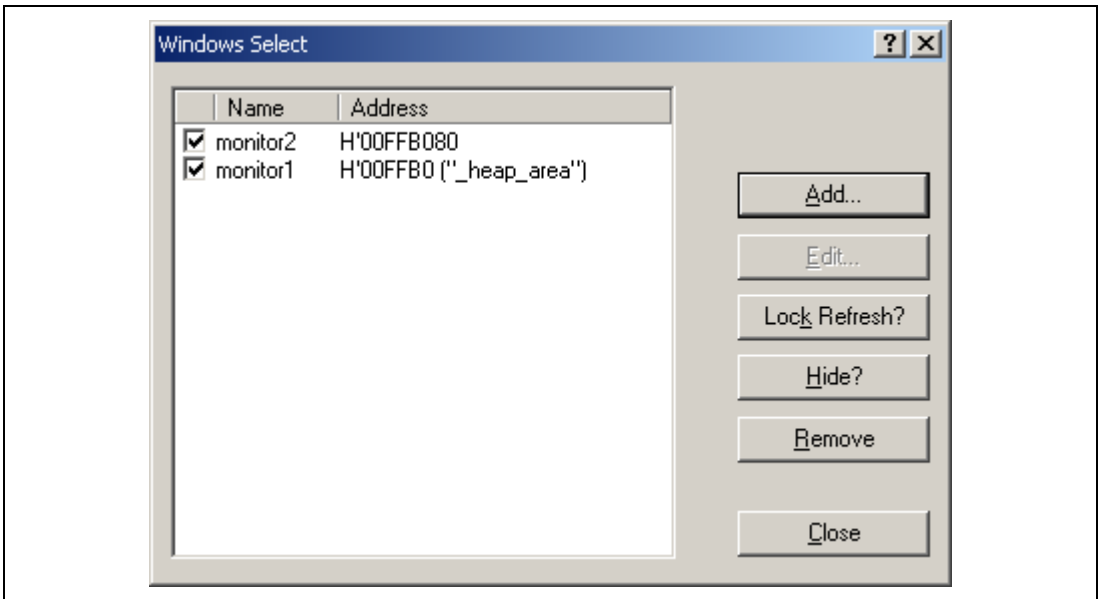 Windows Select
Name Address
monitor2 H'00FFB080
monitor1 H'00FFB0 ("_heap_area")
Add...
Edit...
Lock Refresh?
Hide?
Remove
Close